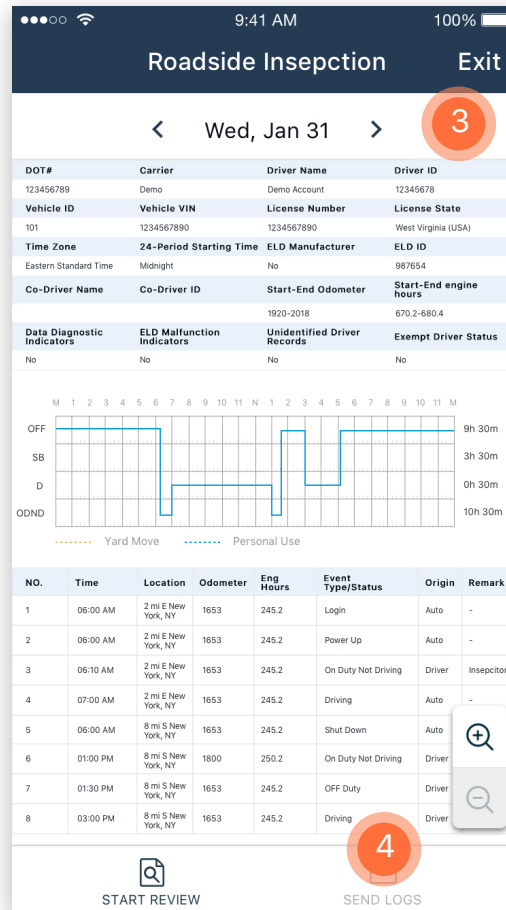 9:41 AM 100%
Roadside Insepction Exit
Wed, Jan 31 3
DOT# Carrier Driver Name Driver ID
123456789 Demo Demo Account 12345678
Vehicle ID Vehicle VIN License Number License State
101 1234567890 1234567890 West Virginia (USA)
Time Zone 24-Period Starting Time ELD Manufacturer ELD ID
Eastern Standard Time Midnight No 987654
Co-Driver Name Co-Driver ID Start-End Odometer Start-End engine
hours
1920-2018 670.2-680.4
Data Diagnostic ELD Malfunction Unidentified Driver Exempt Driver Status
Indicators Indicators Records
No No No No
M 1 2 3 4 5 6 7 8 9 10 11 N 1 2 3 4 5 6 7 8 9 10 11 M
OFF 9h 30m
SB 3h 30m
D 0h 30m
ODND 10h 30m
Yard Move Personal Use
NO. Time Location Odometer Eng Event Origin Remark
Hours Type/Status
1 06:00 AM 2 mi E New 1653 245.2 Login Auto -
York, NY
2 06:00 AM 2 mi E New 1653 245.2 Power Up Auto -
York, NY
3 06:10 AM 2 mi E New 1653 245.2 On Duty Not Driving Driver Insepcitor
York, NY
4 07:00 AM 2 mi E New 1653 245.2 Driving Auto -
York, NY
5 06:00 AM 8 mi S New 1653 245.2 Shut Down Auto
York, NY
6 01:00 PM 8 mi S New 1800 250.2 On Duty Not Driving Driver
York, NY
7 01:30 PM 8 mi S New 1653 245.2 OFF Duty Driver
York, NY
8 03:00 PM 8 mi S New 1653 245.2 Driving Driver
York, NY
4
START REVIEW SEND LOGS